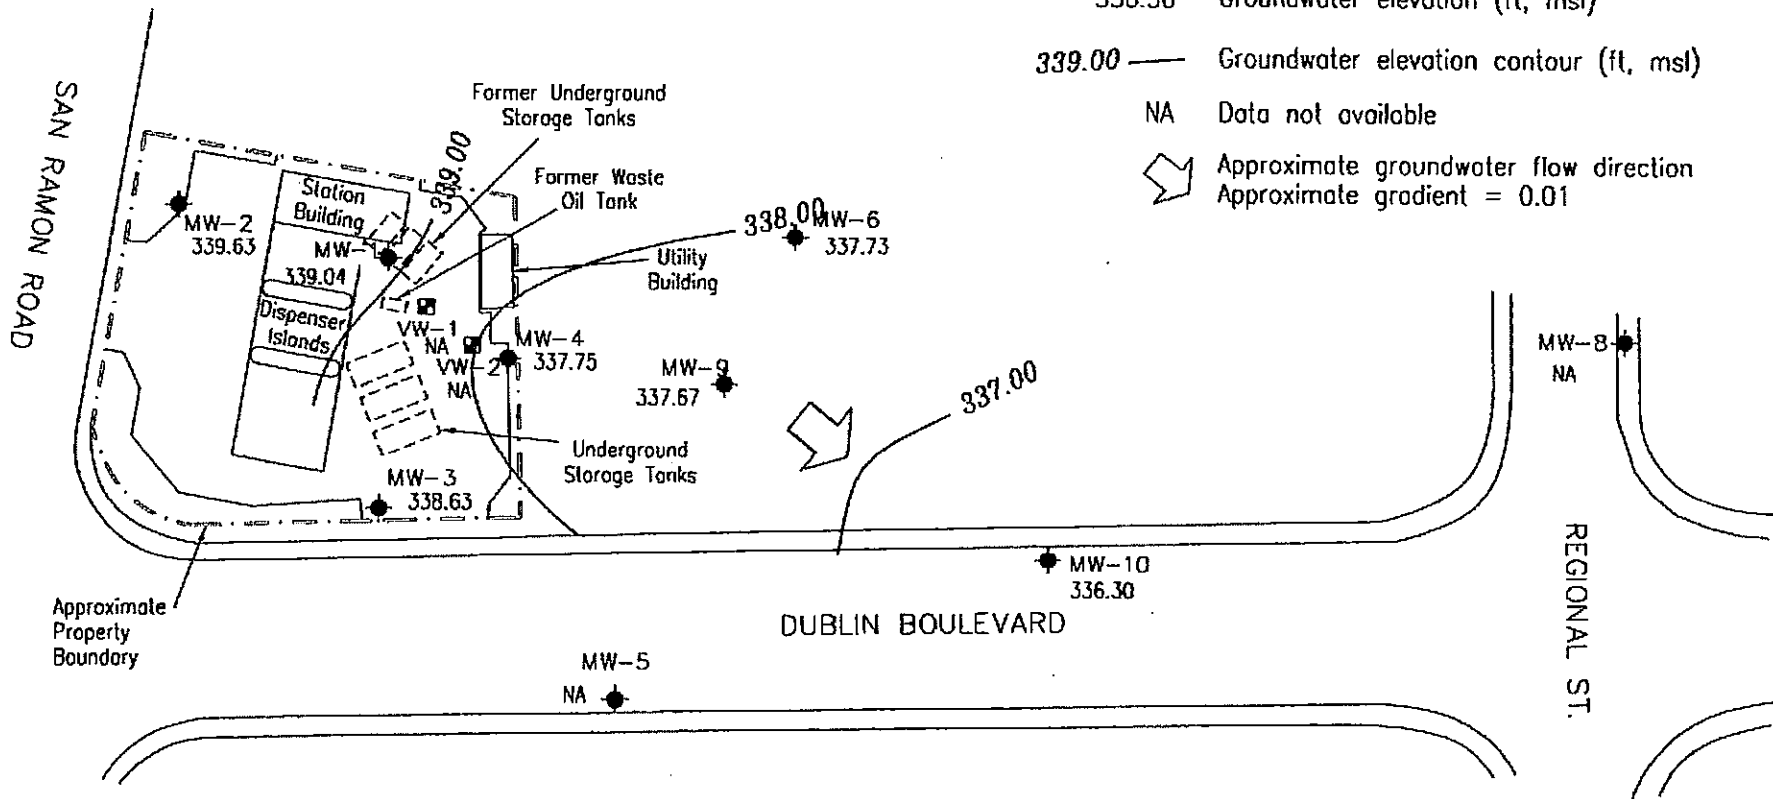 Groundwater elevation (ft, msl)
339.00 Groundwater elevation contour (ft, msl)
NA Data not available
Approximate groundwater flow direction
Approximate gradient = 0.01
SAN RAMON ROAD
Former Underground
Storage Tanks
339.00
Former Waste
Oil Tank
Station
Building
MW-2
339.63
MW-
339.04
338.00
MW-6
337.73
Utility
Building
Dispenser
Islands
VW-1
NA
VW-2
NA
MW-4
337.75
MW-9
337.67
337.00
MW-8
NA
Underground
Storage Tanks
MW-3
338.63
MW-10
336.30
Approximate
Property
Boundary
DUBLIN BOULEVARD
MW-5
NA
REGIONAL ST.